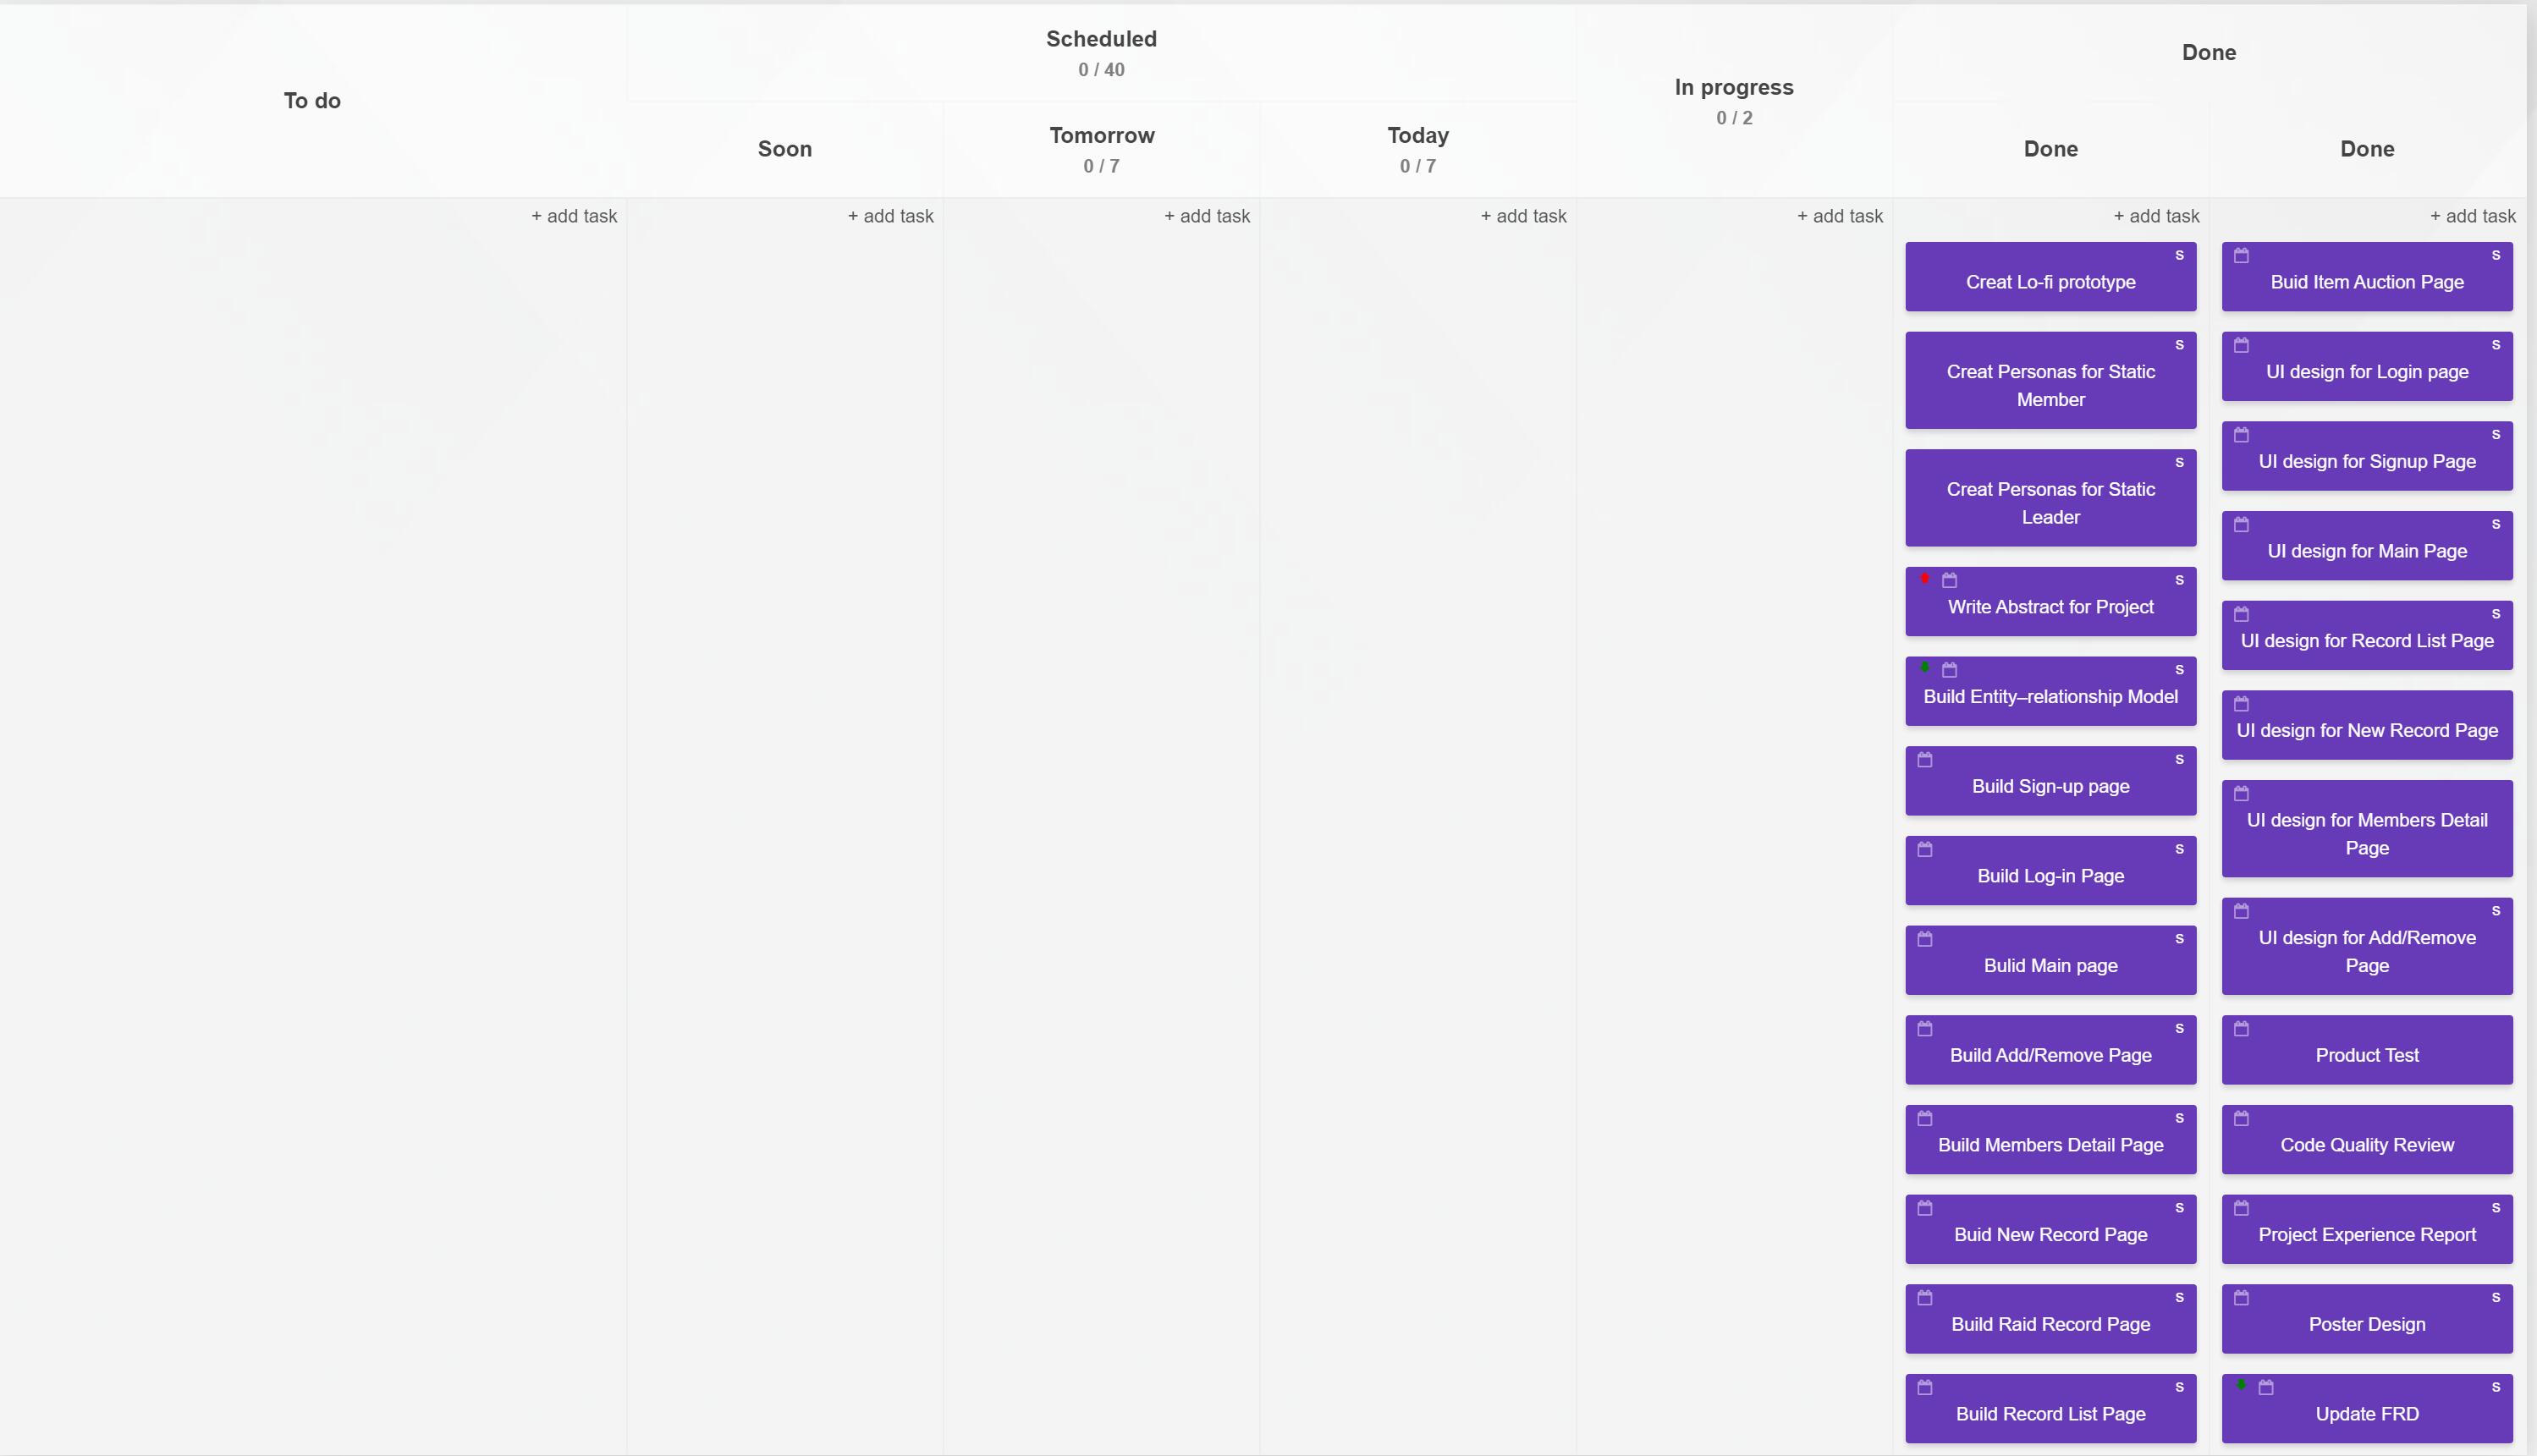 To do
Scheduled
0 / 40
Soon
Tomorrow
0 / 7
Today
0 / 7
In progress
0 / 2
Done
Done
Done
+ add task
+ add task
+ add task
+ add task
+ add task
+ add task
+ add task
S
Creat Lo-fi prototype
S
Creat Personas for Static
Member
S
Creat Personas for Static
Leader
S
Write Abstract for Project
S
Build Entity–relationship Model
S
Build Sign-up page
S
Build Log-in Page
S
Bulid Main page
S
Build Add/Remove Page
S
Build Members Detail Page
S
Buid New Record Page
S
Build Raid Record Page
S
Build Record List Page
S
Buid Item Auction Page
S
UI design for Login page
S
UI design for Signup Page
S
UI design for Main Page
S
UI design for Record List Page
UI design for New Record Page
UI design for Members Detail
Page
S
UI design for Add/Remove
Page
Product Test
Code Quality Review
S
Project Experience Report
S
Poster Design
S
Update FRD